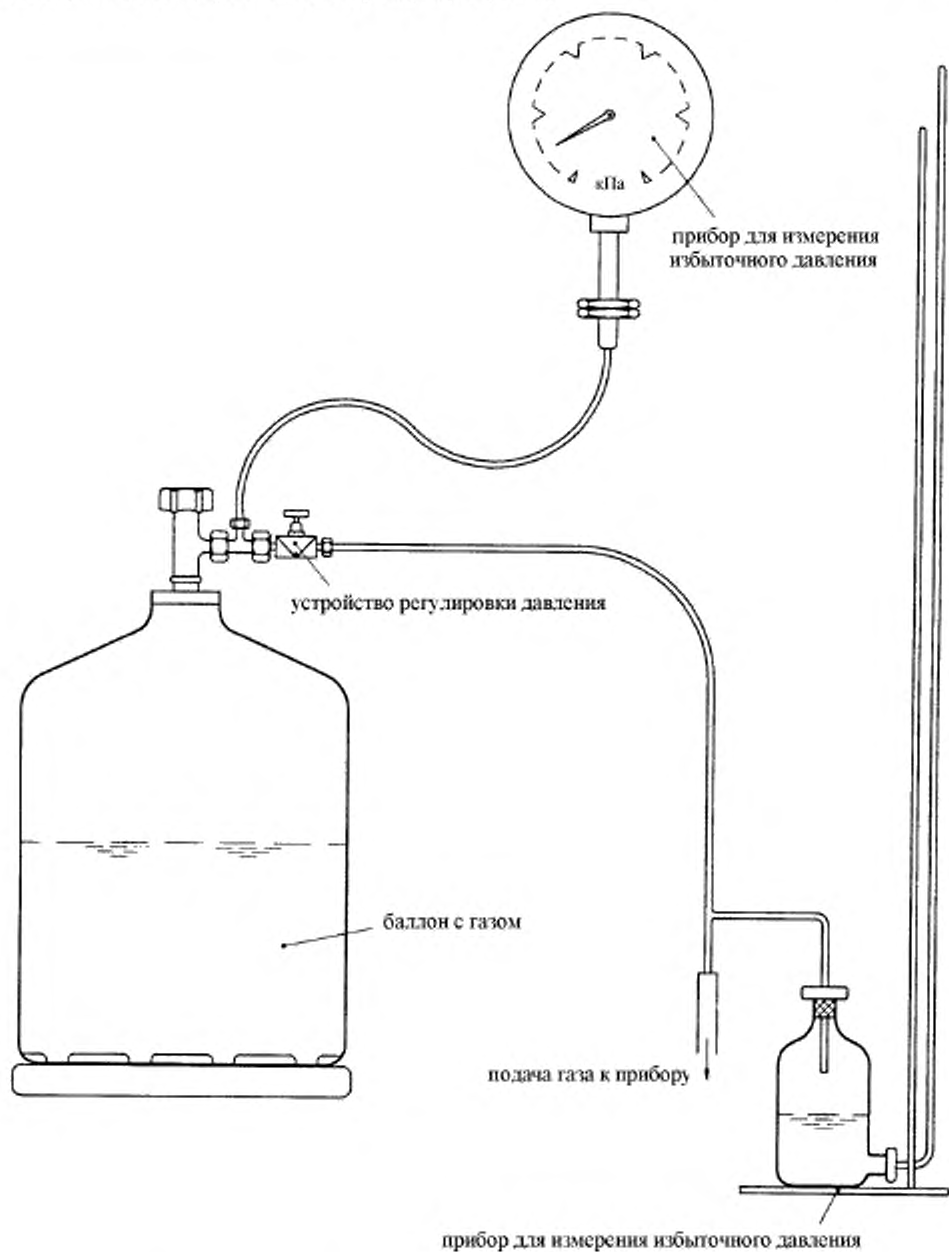 кПа
прибор для измерения
избыточного давления
устройство регулировки давления
баллон с газом
подача газа к прибору
прибор для измерения избыточного давления